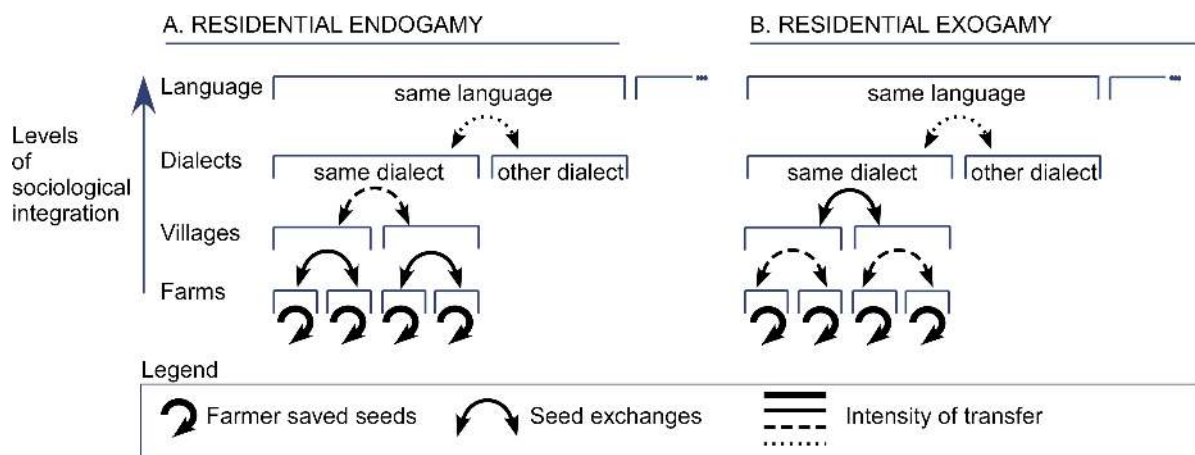 A. RESIDENTIAL ENDOGAMY
B. RESIDENTIAL EXOGAMY
Levels
of
sociological
integration
Language
same language
...
same language
...
Dialects
same dialect
other dialect
same dialect
other dialect
Villages
Farms
Legend
Farmer saved seeds
Seed exchanges
Intensity of transfer